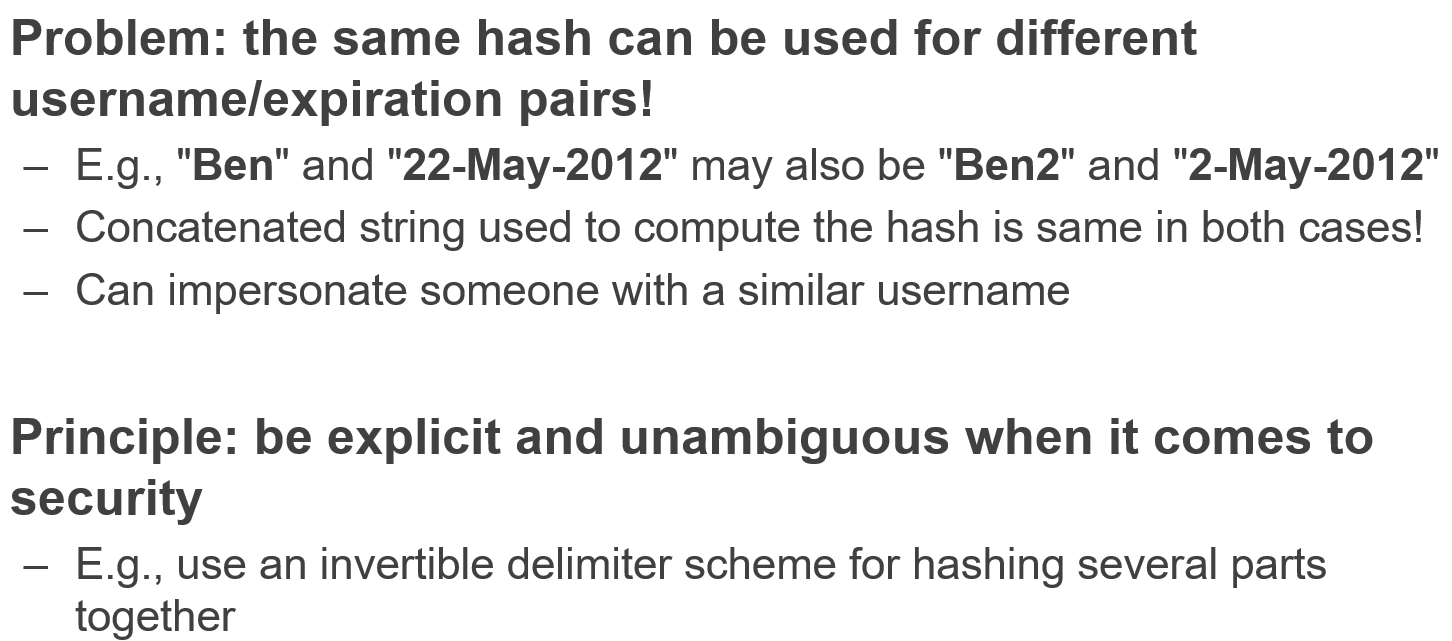 Problem: the same hash can be used for different
username/expiration pairs!
– E.g., "Ben" and "22-May-2012" may also be "Ben2" and "2-May-2012"
– Concatenated string used to compute the hash is same in both cases!
– Can impersonate someone with a similar username
Principle: be explicit and unambiguous when it comes to
security
– E.g., use an invertible delimiter scheme for hashing several parts
together